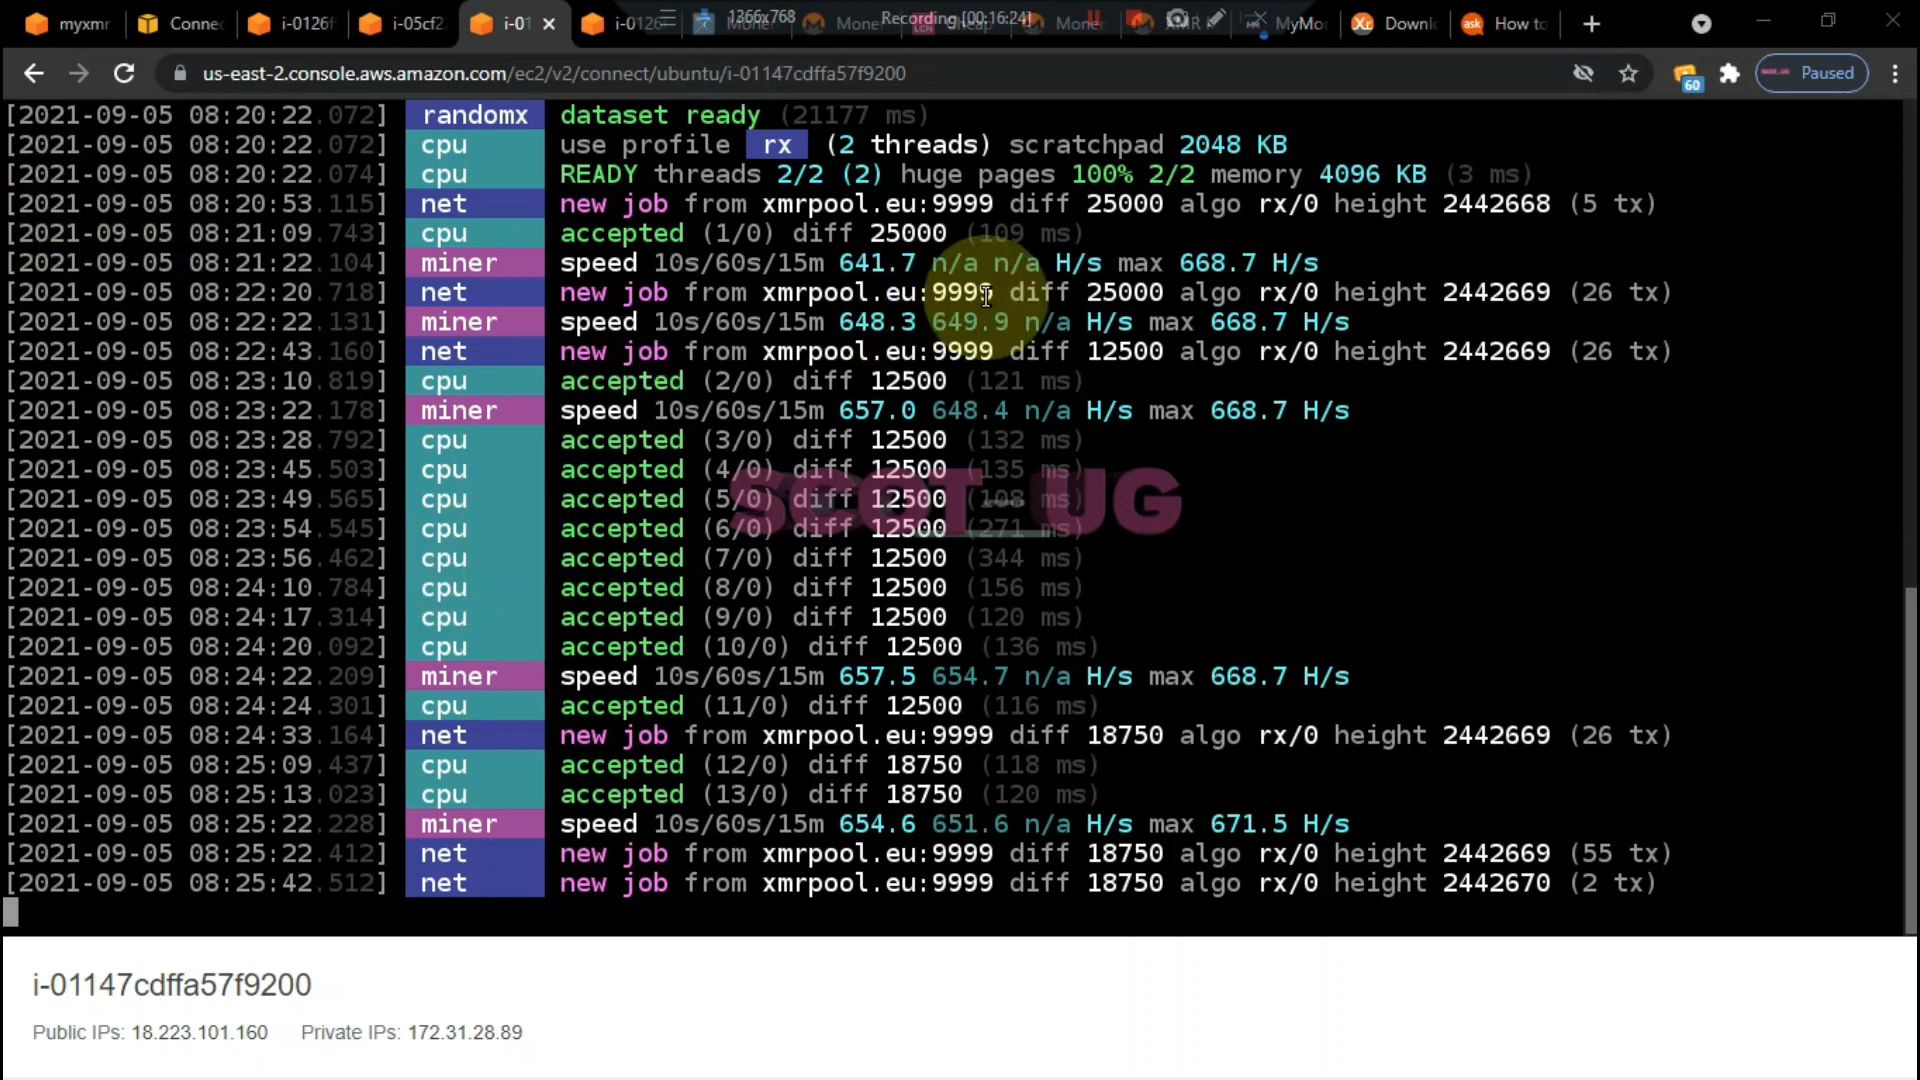 myxmr Connec i-0126f i-05cf2 i-01 i-0126 1366x768 Mone Recording [00:16:24] Mone XMR MyMo Downl ask How to
us-east-2.console.aws.amazon.com/ec2/v2/connect/ubuntu/i-01147cdffa57f9200 60 Paused
[2021-09-05 08:20:22.072] randomx dataset ready (21177 ms)
[2021-09-05 08:20:22.072] cpu use profile rx (2 threads) scratchpad 2048 KB
[2021-09-05 08:20:22.074] cpu READY threads 2/2 (2) huge pages 100% 2/2 memory 4096 KB (3 ms)
[2021-09-05 08:20:53.115] net new job from xmrpool.eu:9999 diff 25000 algo rx/0 height 2442668 (5 tx)
[2021-09-05 08:21:09.743] cpu accepted (1/0) diff 25000 (109 ms)
[2021-09-05 08:21:22.104] miner speed 10s/60s/15m 641.7 n/a n/a H/s max 668.7 H/s
[2021-09-05 08:22:20.718] net new job from xmrpool.eu:9999 diff 25000 algo rx/0 height 2442669 (26 tx)
[2021-09-05 08:22:22.131] miner speed 10s/60s/15m 648.3 649.9 n/a H/s max 668.7 H/s
[2021-09-05 08:22:43.160] net new job from xmrpool.eu:9999 diff 12500 algo rx/0 height 2442669 (26 tx)
[2021-09-05 08:23:10.819] cpu accepted (2/0) diff 12500 (121 ms)
[2021-09-05 08:23:22.178] miner speed 10s/60s/15m 657.0 648.4 n/a H/s max 668.7 H/s
[2021-09-05 08:23:28.792] cpu accepted (3/0) diff 12500 (132 ms)
[2021-09-05 08:23:45.503] cpu accepted (4/0) diff 12500 (135 ms)
[2021-09-05 08:23:49.565] cpu accepted (5/0) diff 12500 (108 ms)
SCOT_UG
[2021-09-05 08:23:54.545] cpu accepted (6/0) diff 12500 (271 ms)
[2021-09-05 08:23:56.462] cpu accepted (7/0) diff 12500 (344 ms)
[2021-09-05 08:24:10.784] cpu accepted (8/0) diff 12500 (156 ms)
[2021-09-05 08:24:17.314] cpu accepted (9/0) diff 12500 (120 ms)
[2021-09-05 08:24:20.092] cpu accepted (10/0) diff 12500 (136 ms)
[2021-09-05 08:24:22.209] miner speed 10s/60s/15m 657.5 654.7 n/a H/s max 668.7 H/s
[2021-09-05 08:24:24.301] cpu accepted (11/0) diff 12500 (116 ms)
[2021-09-05 08:24:33.164] net new job from xmrpool.eu:9999 diff 18750 algo rx/0 height 2442669 (26 tx)
[2021-09-05 08:25:09.437] cpu accepted (12/0) diff 18750 (118 ms)
[2021-09-05 08:25:13.023] cpu accepted (13/0) diff 18750 (120 ms)
[2021-09-05 08:25:22.228] miner speed 10s/60s/15m 654.6 651.6 n/a H/s max 671.5 H/s
[2021-09-05 08:25:22.412] net new job from xmrpool.eu:9999 diff 18750 algo rx/0 height 2442669 (55 tx)
[2021-09-05 08:25:42.512] net new job from xmrpool.eu:9999 diff 18750 algo rx/0 height 2442670 (2 tx)
i-01147cdffa57f9200
Public IPs: 18.223.101.160 Private IPs: 172.31.28.89